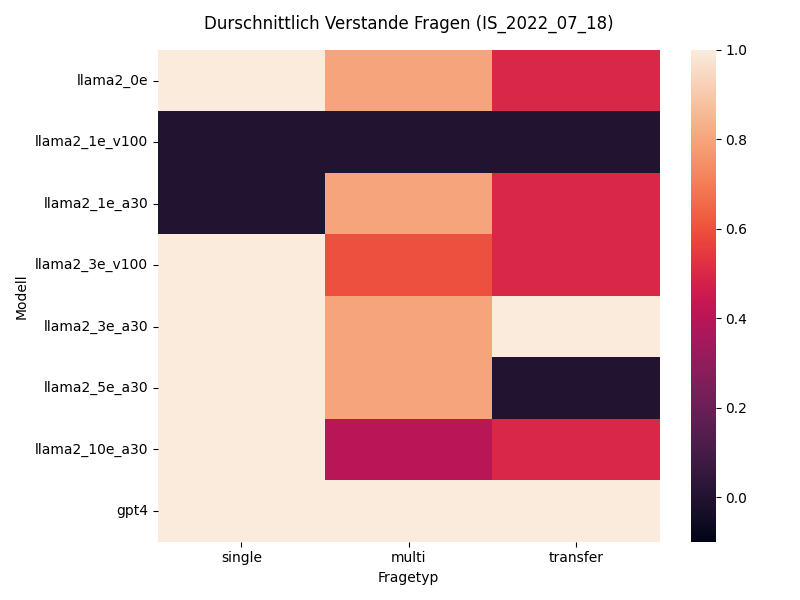 Durschnittlich Verstande Fragen (IS_2022_07_18)
llama2_0e
llama2_1e_v100
llama2_1e_a30
llama2_3e_v100
llama2_3e_a30
llama2_5e_a30
llama2_10e_a30
gpt4
Modell
single multi transfer
Fragetyp
1.0
0.8
0.6
0.4
0.2
0.0